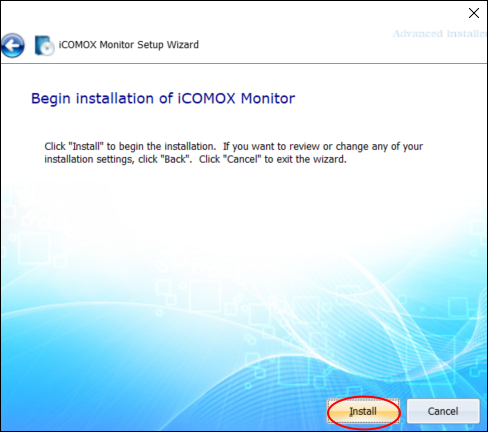 Advanced Installer
iCOMOX Monitor Setup Wizard
Begin installation of iCOMOX Monitor
Click "Install" to begin the installation.  If you want to review or change any of your
installation settings, click "Back".  Click "Cancel" to exit the wizard.
Install
Cancel